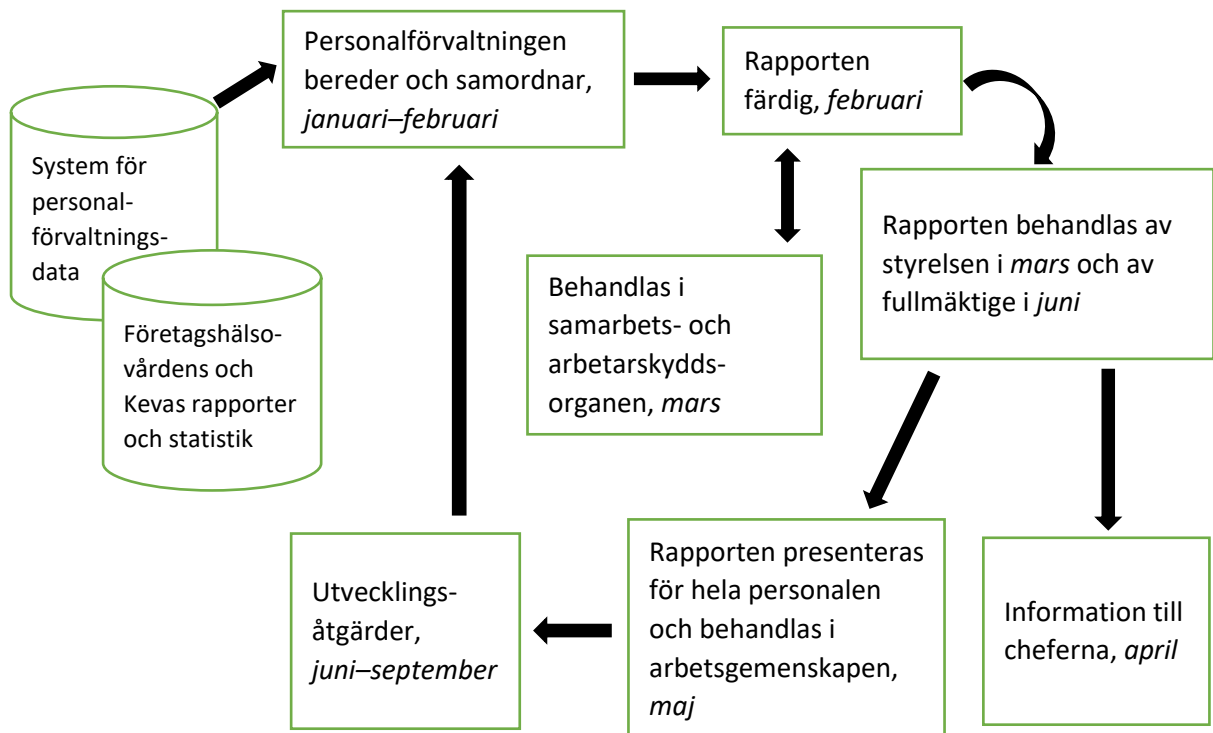 Personalförvaltningen
bereder och samordnar,
januari–februari
Rapporten
färdig, februari
System för
personal-
förvaltnings-
data
Företagshälso-
vårdens och
Kevas rapporter
och statistik
Behandlas i
samarbets- och
arbetarskydds-
organen, mars
Rapporten behandlas av
styrelsen i mars och av
fullmäktige i juni
Utvecklings-
åtgärder,
juni–september
Rapporten presenteras
för hela personalen
och behandlas i
arbetsgemenskapen,
maj
Information till
cheferna, april